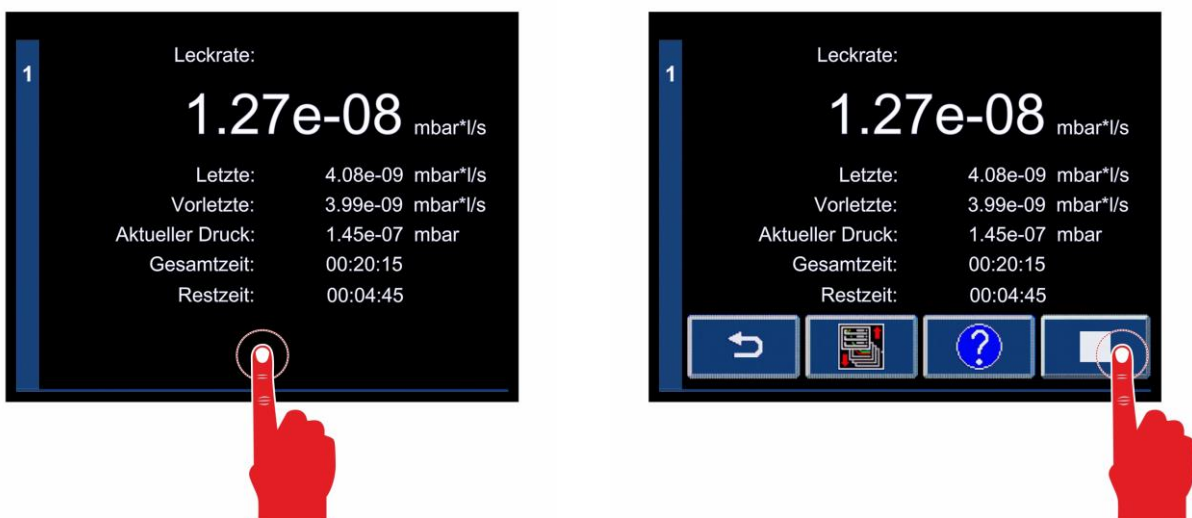 1
Leckrate:
1.27e-08 mbar*l/s
Letzte: 4.08e-09 mbar*l/s
Vorletzte: 3.99e-09 mbar*l/s
Aktueller Druck: 1.45e-07 mbar
Gesamtzeit: 00:20:15
Restzeit: 00:04:45
1
Leckrate:
1.27e-08 mbar*l/s
Letzte: 4.08e-09 mbar*l/s
Vorletzte: 3.99e-09 mbar*l/s
Aktueller Druck: 1.45e-07 mbar
Gesamtzeit: 00:20:15
Restzeit: 00:04:45
?